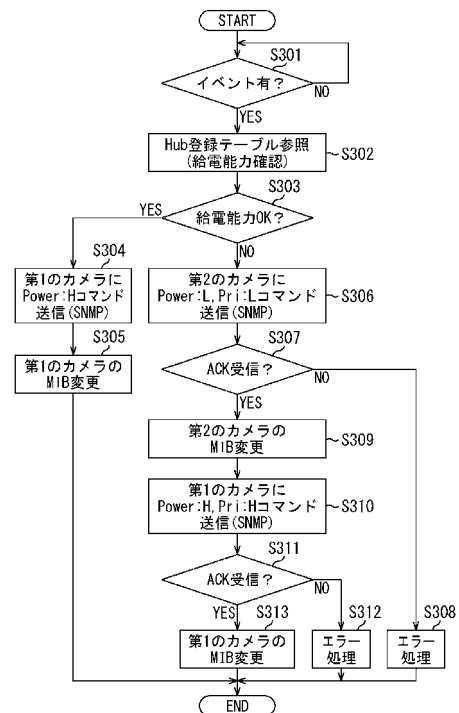 START
S301
イベント有?
NO
YES
Hub登録テーブル参照
(給電能力確認)
S302
S303
給電能力OK?
YES
NO
S304
第1のカメラに
Power:Hコマンド
送信(SNMP)
S305
第1のカメラの
MIB変更
第2のカメラに
Power:L,Pri:Lコマンド
送信(SNMP)
S306
S307
ACK受信?
NO
YES
第2のカメラの
MIB変更
S309
第1のカメラに
Power:H,Pri:Hコマンド
送信(SNMP)
S310
S311
ACK受信?
NO
YES
S313
第1のカメラの
MIB変更
S312
エラー
処理
S308
エラー
処理
END